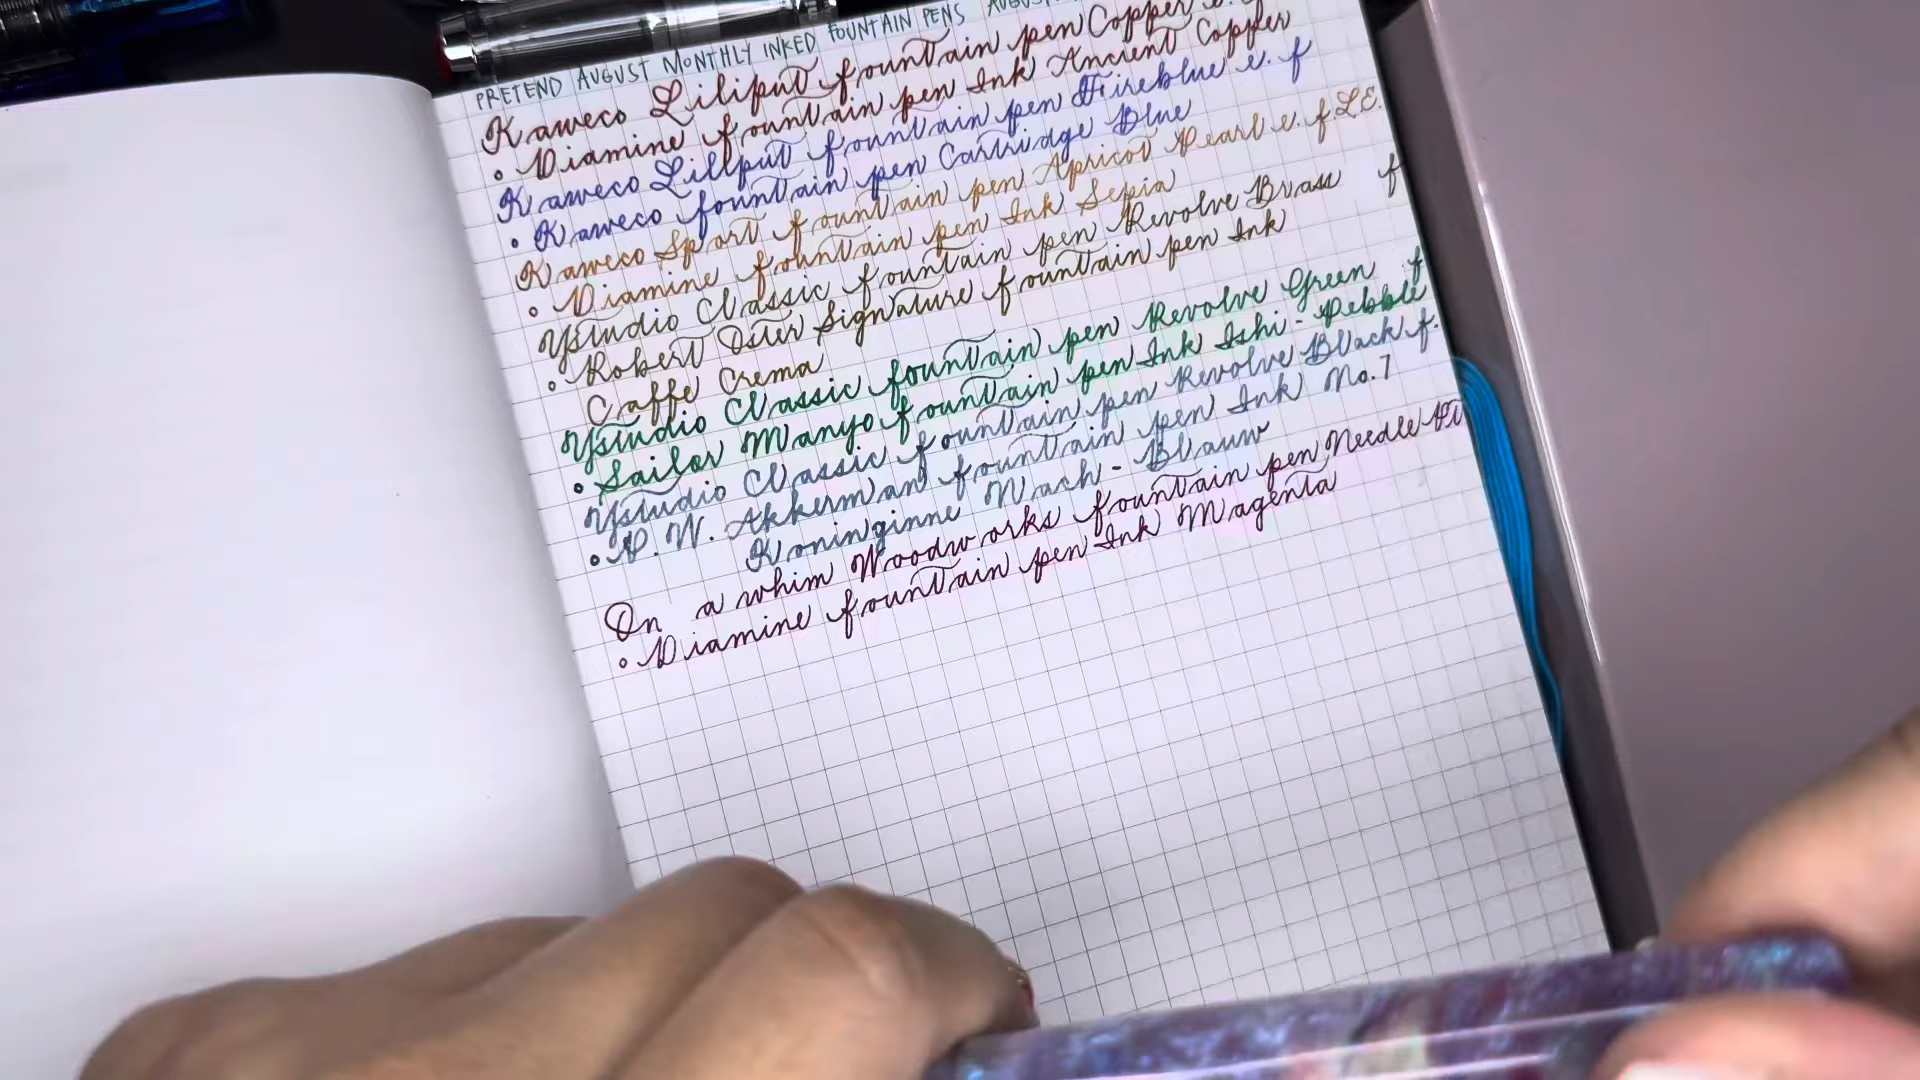 PRETEND AUGUST MONTHLY INKED FOUNTAIN PENS AUGUST
Kaweco Liliput fountain pen Copper
• Diamine fountain pen Ink Ancient Copper
Kaweco Lillput fountain pen Fireblue e. f
• Kaweco fountain pen Cartridge Blue
Kaweco Sport fountain pen Apricot Pearl e. f L.E.
• Diamine fountain pen Ink Sepia
Ystudio Classic fountain pen Revolve Brass f
• Robert Oster Signature fountain pen Ink
Caffe Crema
Ystudio Classic fountain pen Revolve Green f
• Sailor Manyo fountain pen Ink Ishi - Pebble
Ystudio Classic fountain pen Revolve Black f.
• P. W. Akkerman fountain pen Ink No. 7
Koninginne Nach - Blauw
On a whim Woodworks fountain pen Needle
• Diamine fountain pen Ink Magenta